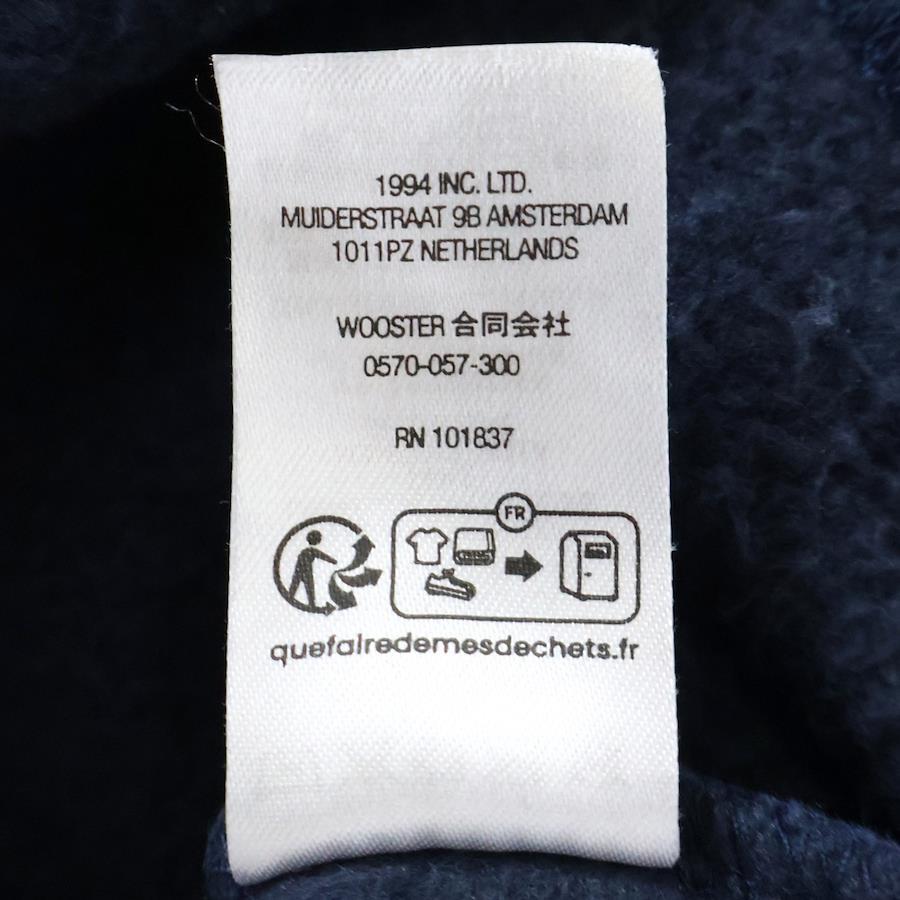 1994 INC. LTD.
MUIDERSTRAAT 9B AMSTERDAM
1011PZ NETHERLANDS
WOOSTER 合同会社
0570-057-300
RN 101837
FR
quefairedemesdechets.fr